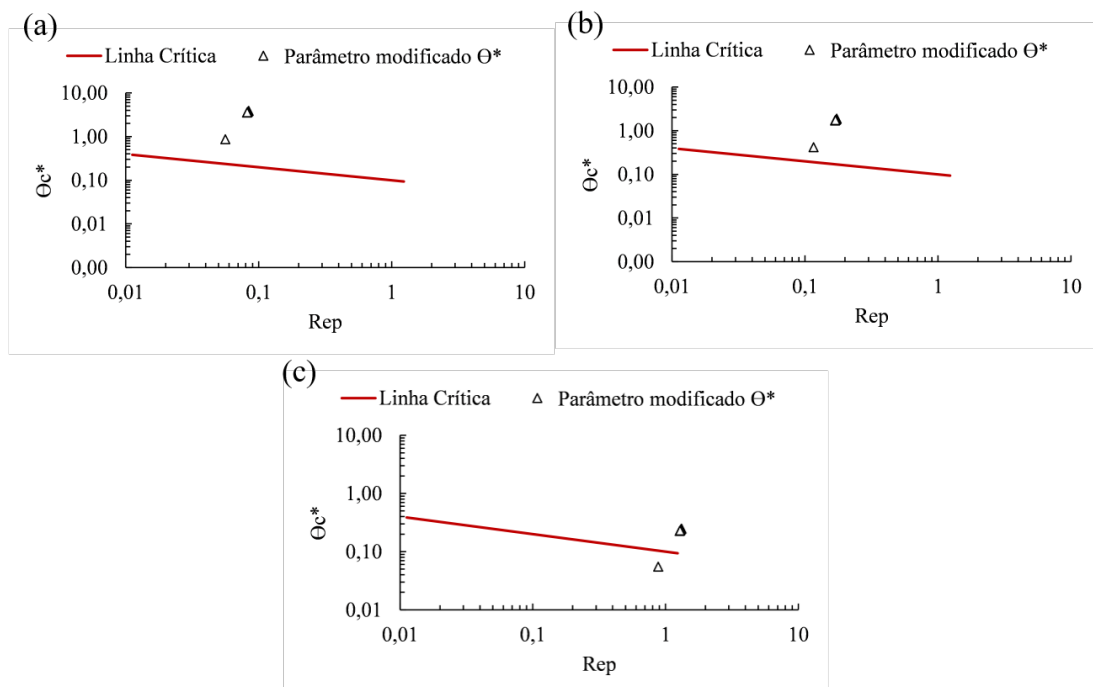 (a)
Linha Crítica Parâmetro modificado Ɵ*
10,00
1,00
0,10
0,01
0,00
Ɵc*
0,01 0,1 1 10
Rep
(b)
Linha Crítica Parâmetro modificado Ɵ*
10,00
1,00
0,10
0,01
0,00
Ɵc*
0,01 0,1 1 10
Rep
(c)
Linha Crítica Parâmetro modificado Ɵ*
10,00
1,00
0,10
0,01
Ɵc*
0,01 0,1 1 10
Rep